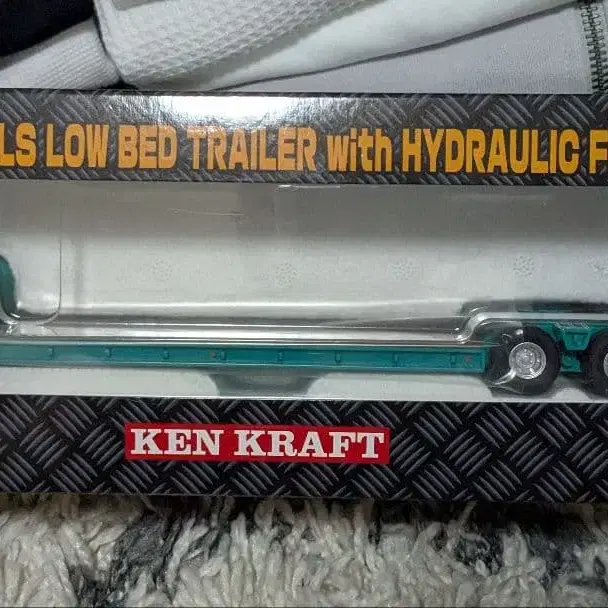 LS LOW BED TRAILER with HYDRAULIC F
KEN KRAFT